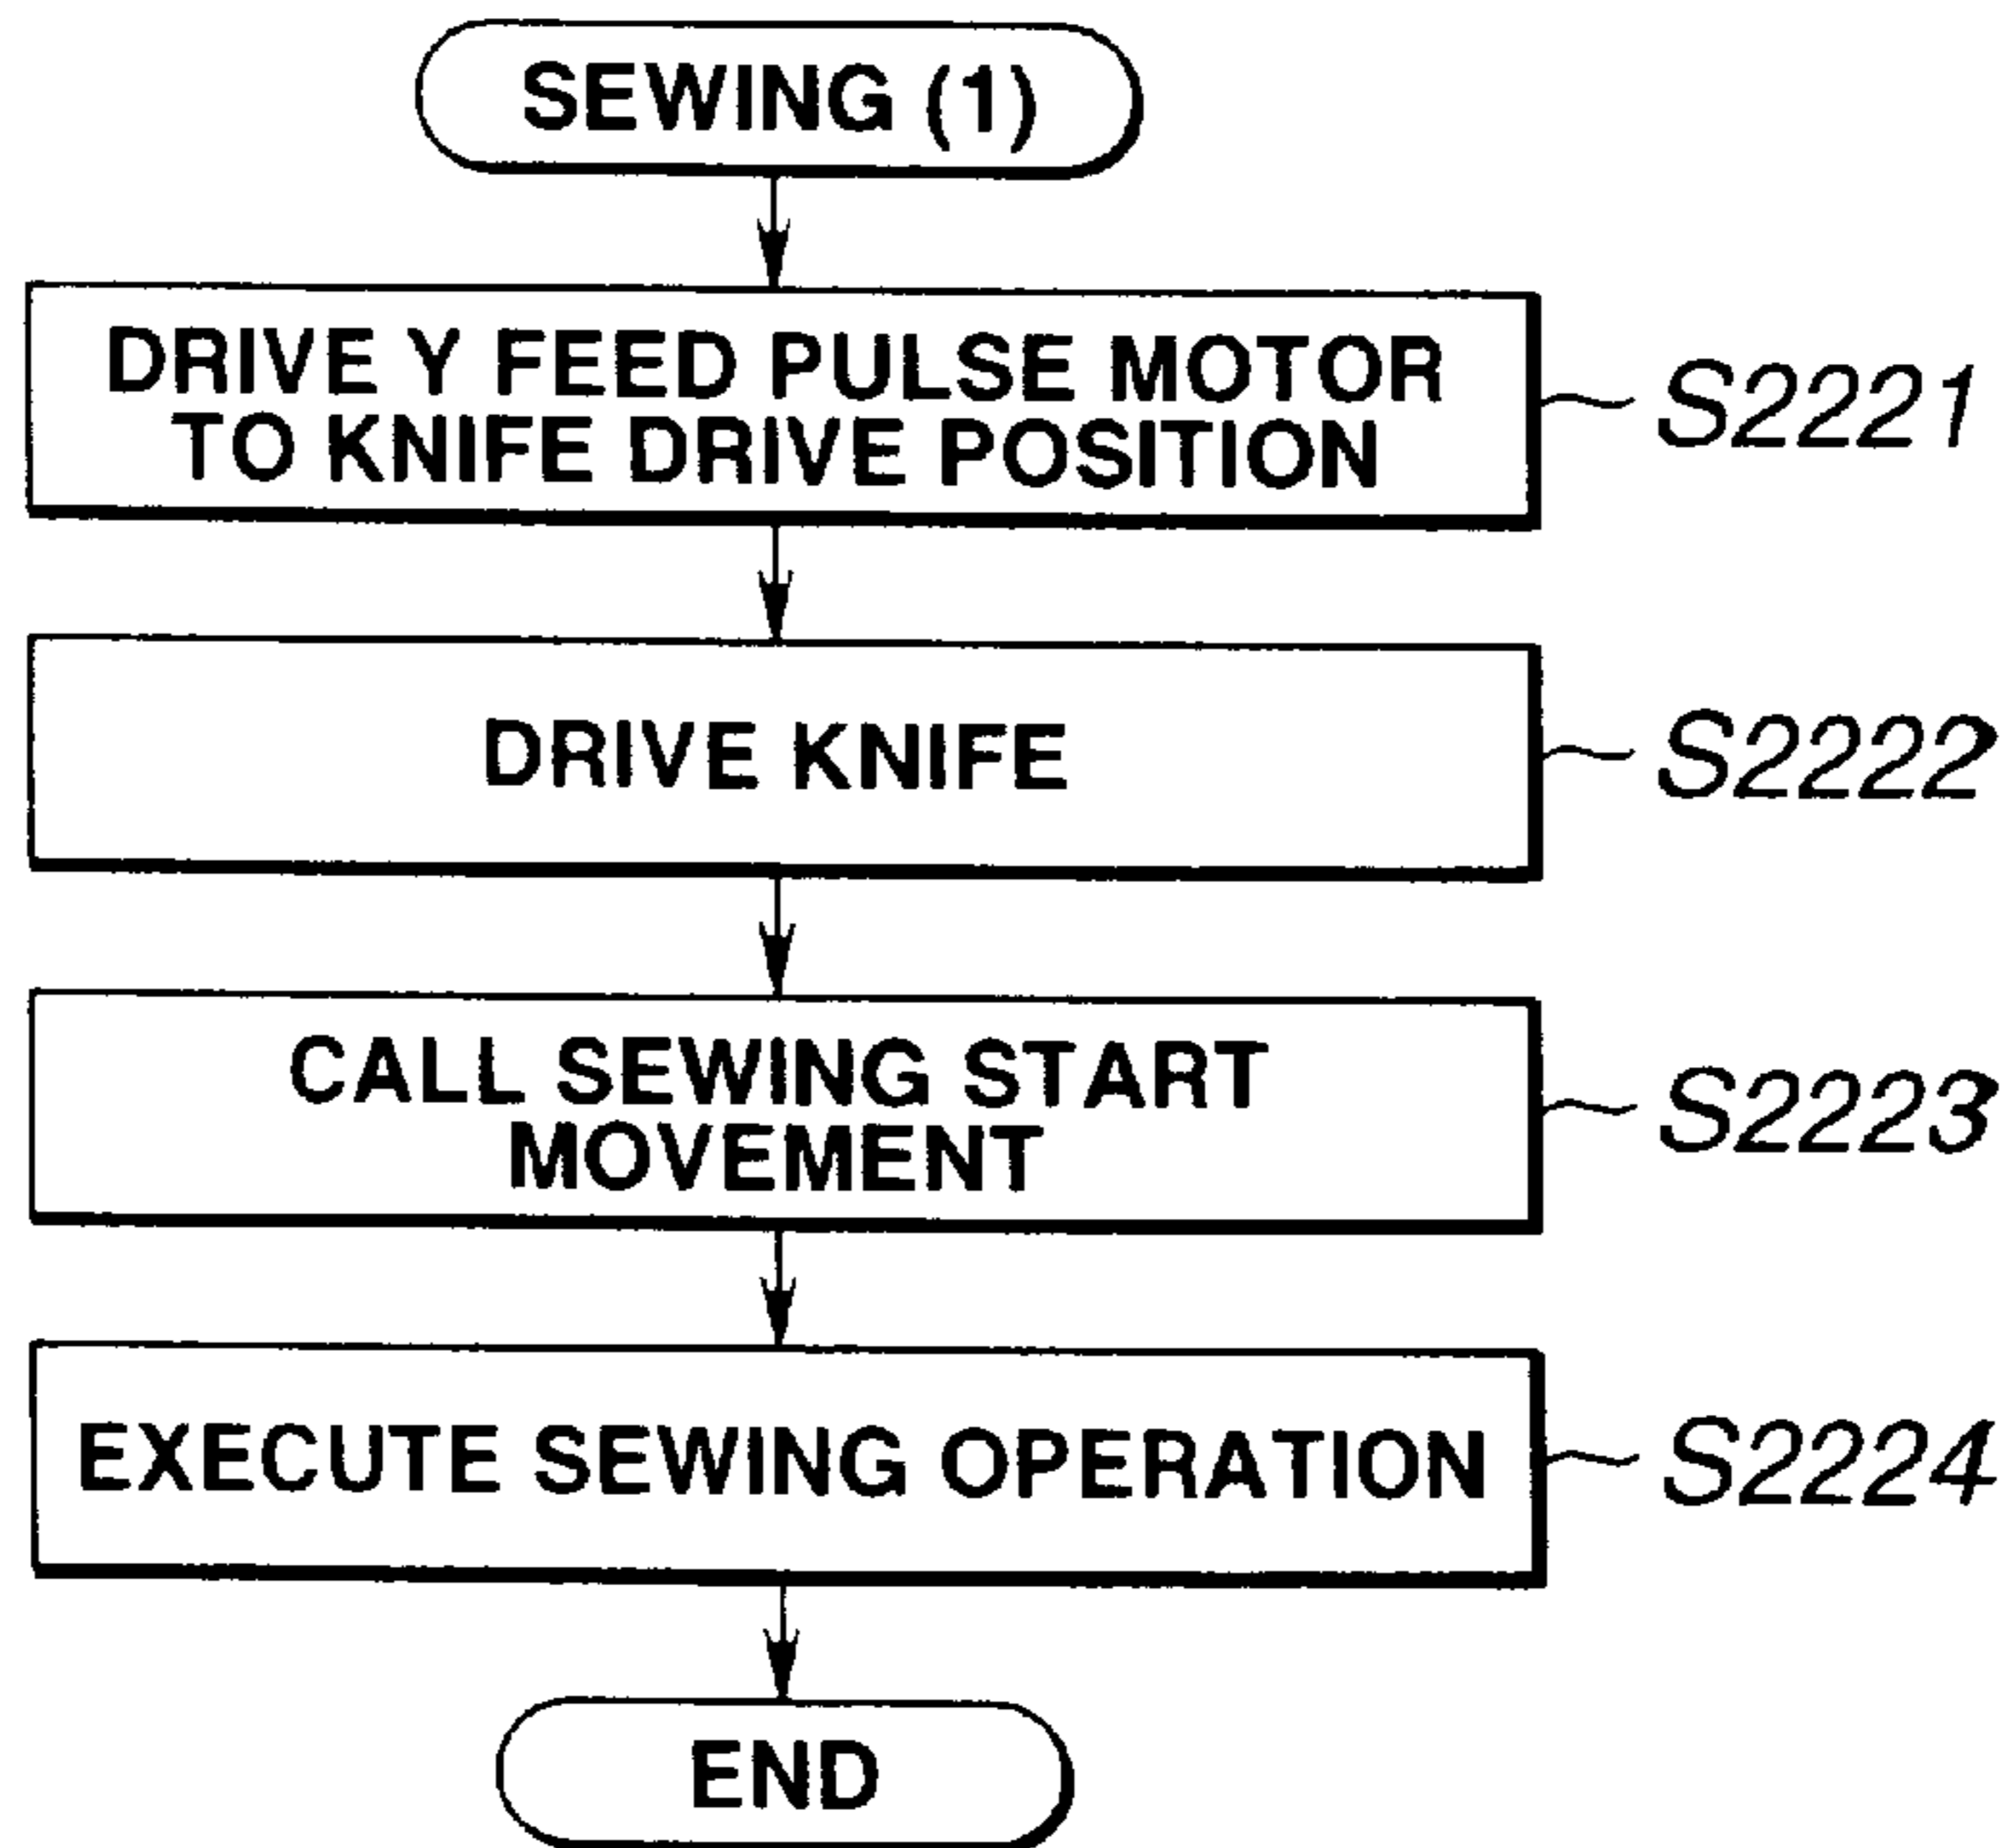 SEWING (1)
DRIVE Y FEED PULSE MOTOR
TO KNIFE DRIVE POSITION
S2221
DRIVE KNIFE
S2222
CALL SEWING START
MOVEMENT
S2223
EXECUTE SEWING OPERATION
S2224
END